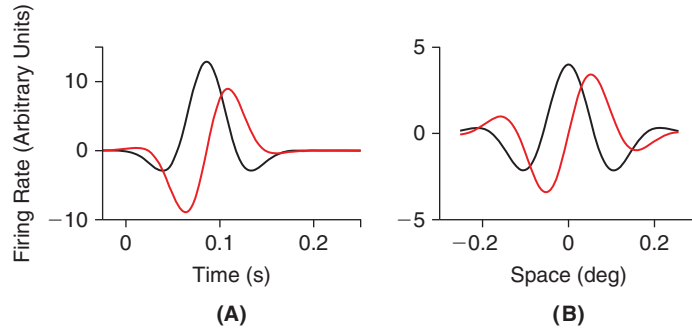 Firing Rate (Arbitrary Units)
10
0
−10
0
0.1
0.2
Time (s)
(A)
5
0
−5
−0.2
0
0.2
Space (deg)
(B)